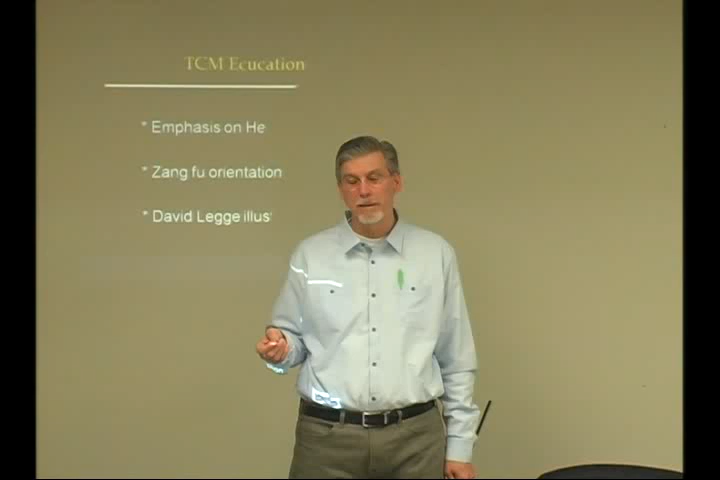 TCM Ecucation
* Emphasis on He
* Zang fu orientation
* David Legge illus